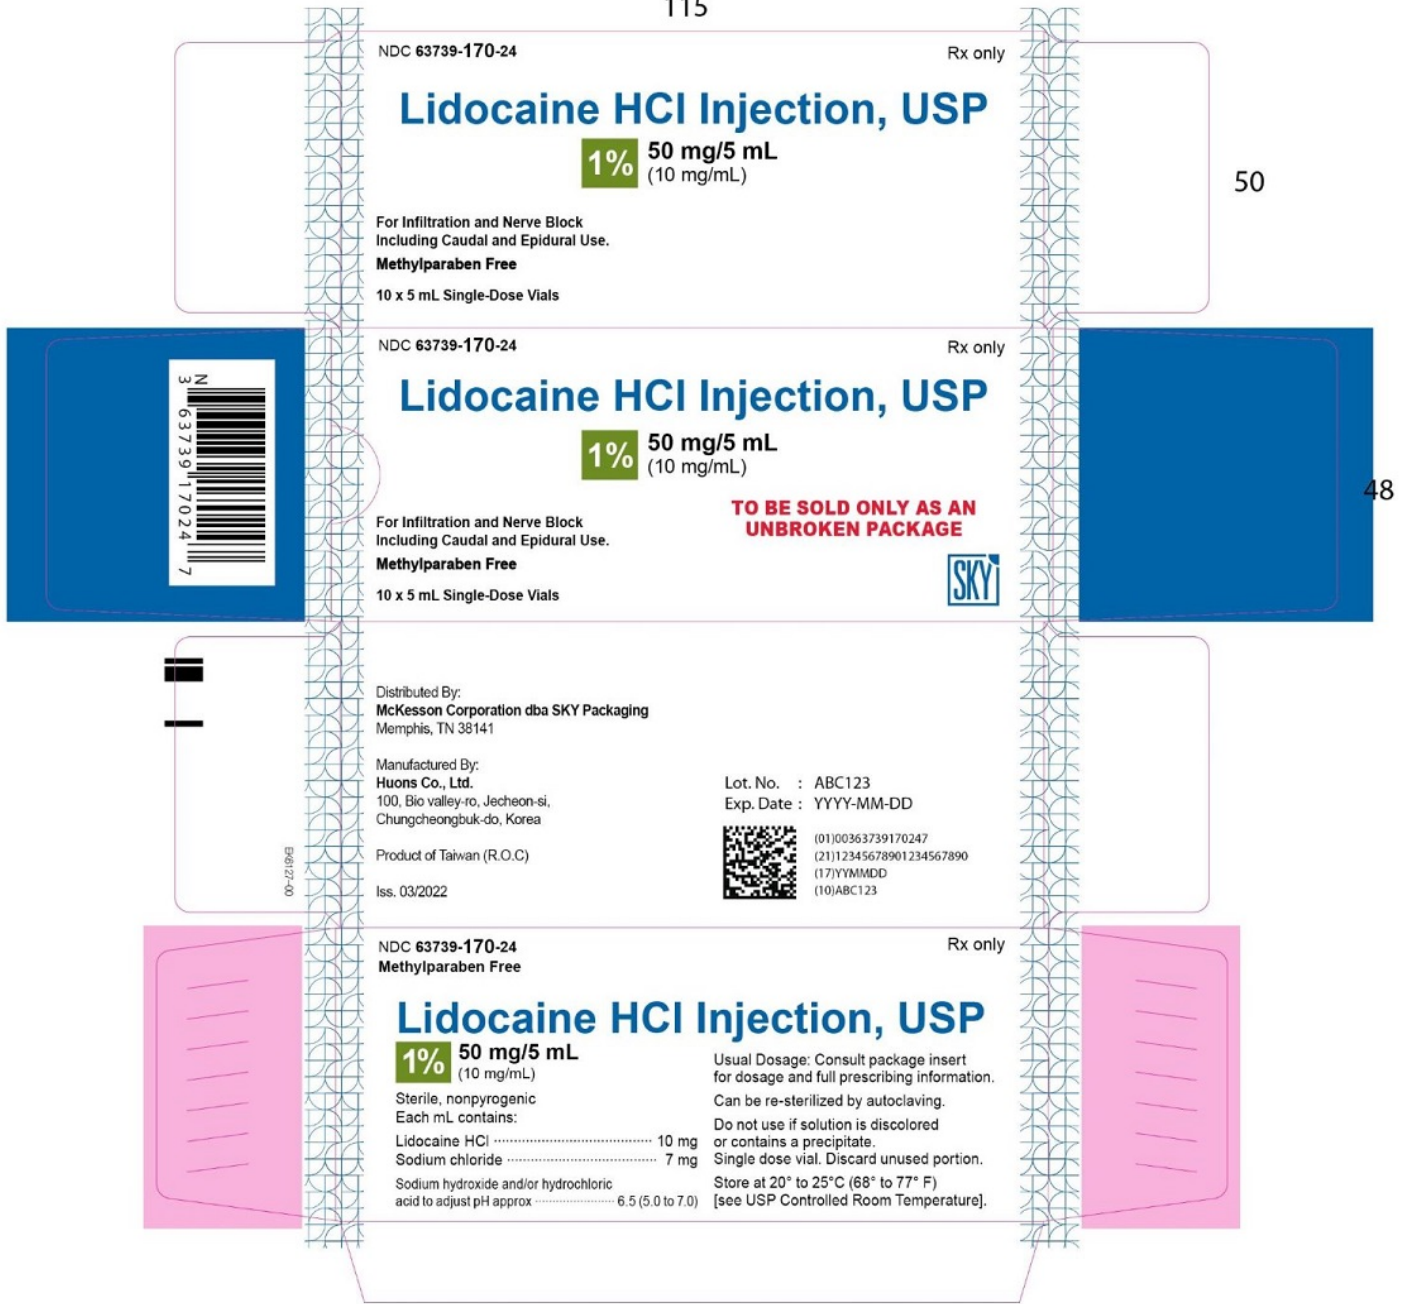 115
NDC 63739-170-24
Rx only
Lidocaine HCl Injection, USP
1%
50 mg/5 mL
(10 mg/mL)
50
For Infiltration and Nerve Block
Including Caudal and Epidural Use.
Methylparaben Free
10 x 5 mL Single-Dose Vials
NDC 63739-170-24
Rx only
Lidocaine HCl Injection, USP
1%
50 mg/5 mL
(10 mg/mL)
N
3 63739 17024 7
48
TO BE SOLD ONLY AS AN
UNBROKEN PACKAGE
For Infiltration and Nerve Block
Including Caudal and Epidural Use.
Methylparaben Free
10 x 5 mL Single-Dose Vials
SKY
Distributed By:
McKesson Corporation dba SKY Packaging
Memphis, TN 38141
Manufactured By:
Huons Co., Ltd.
100, Bio valley-ro, Jecheon-si,
Chungcheongbuk-do, Korea
Product of Taiwan (R.O.C)
Iss. 03/2022
EK6127-00
Lot. No. : ABC123
Exp. Date : YYYY-MM-DD
(01)00363739170247
(21)12345678901234567890
(17)YYMMDD
(10)ABC123
NDC 63739-170-24
Rx only
Methylparaben Free
Lidocaine HCl Injection, USP
1%
50 mg/5 mL
(10 mg/mL)
Sterile, nonpyrogenic
Each mL contains:
Lidocaine HCl ........................ 10 mg
Sodium chloride ........................ 7 mg
Sodium hydroxide and/or hydrochloric
acid to adjust pH approx .................. 6.5 (5.0 to 7.0)
Usual Dosage: Consult package insert
for dosage and full prescribing information.
Can be re-sterilized by autoclaving.
Do not use if solution is discolored
or contains a precipitate.
Single dose vial. Discard unused portion.
Store at 20° to 25°C (68° to 77° F)
[see USP Controlled Room Temperature].